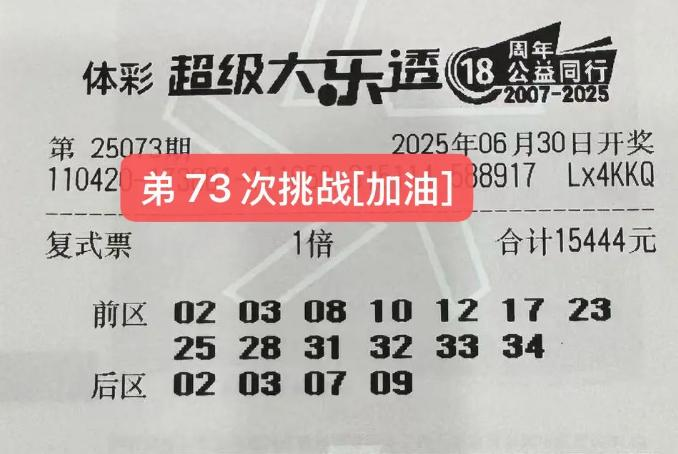 体彩 超级大乐透 18 周年
公益同行
2007-2025
第 25073期 2025年06月30日开奖
110420- 88917 Lx4KKQ
弟 73 次挑战[加油]
复式票 1倍 合计15444元
前区 02 03 08 10 12 17 23
25 28 31 32 33 34
后区 02 03 07 09